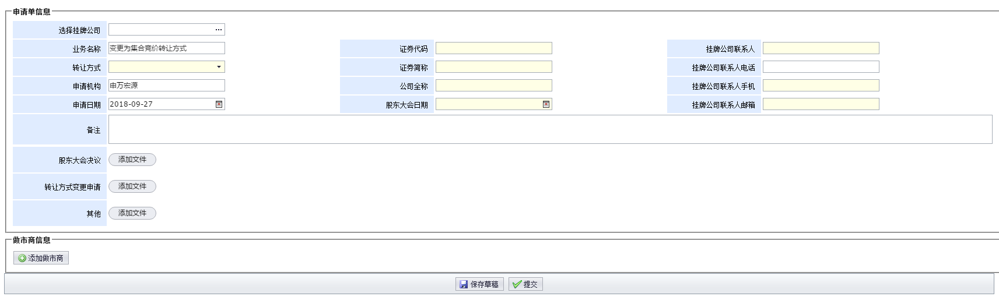 申请单信息
选择挂牌公司 ...
业务名称 变更为集合竞价转让方式 证券代码 挂牌公司联系人
转让方式 证券简称 挂牌公司联系人电话
申请机构 申万宏源 公司全称 挂牌公司联系人手机
申请日期 2018-09-27 股东大会日期 挂牌公司联系人邮箱
备注
股东大会决议 添加文件
转让方式变更申请 添加文件
其他 添加文件
做市商信息
添加做市商
保存草稿 提交